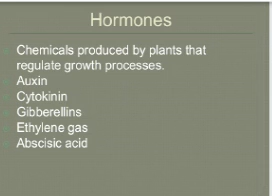 Hormones
Chemicals produced by plants that
regulate growth processes.
Auxin
Cytokinin
Gibberellins
Ethylene gas
Abscisic acid